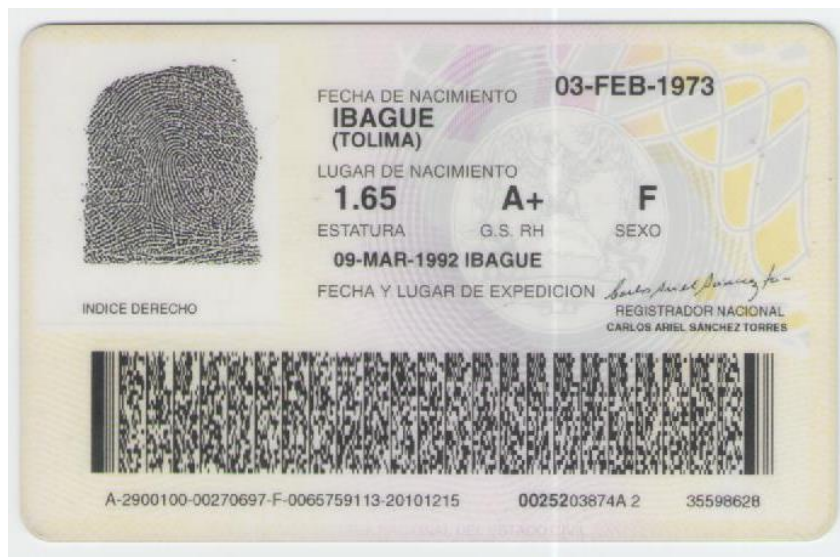 03-FEB-1973
FECHA DE NACIMIENTO
IBAGUE
(TOLIMA)
LUGAR DE NACIMIENTO
1.65 A+ F
ESTATURA G.S. RH SEXO
09-MAR-1992 IBAGUE
FECHA Y LUGAR DE EXPEDICION
INDICE DERECHO
REGISTRADOR NACIONAL
CARLOS ARIEL SANCHEZ TORRES
A-2900100-00270697-F-0065759113-20101215 0025203874A 2 35598628